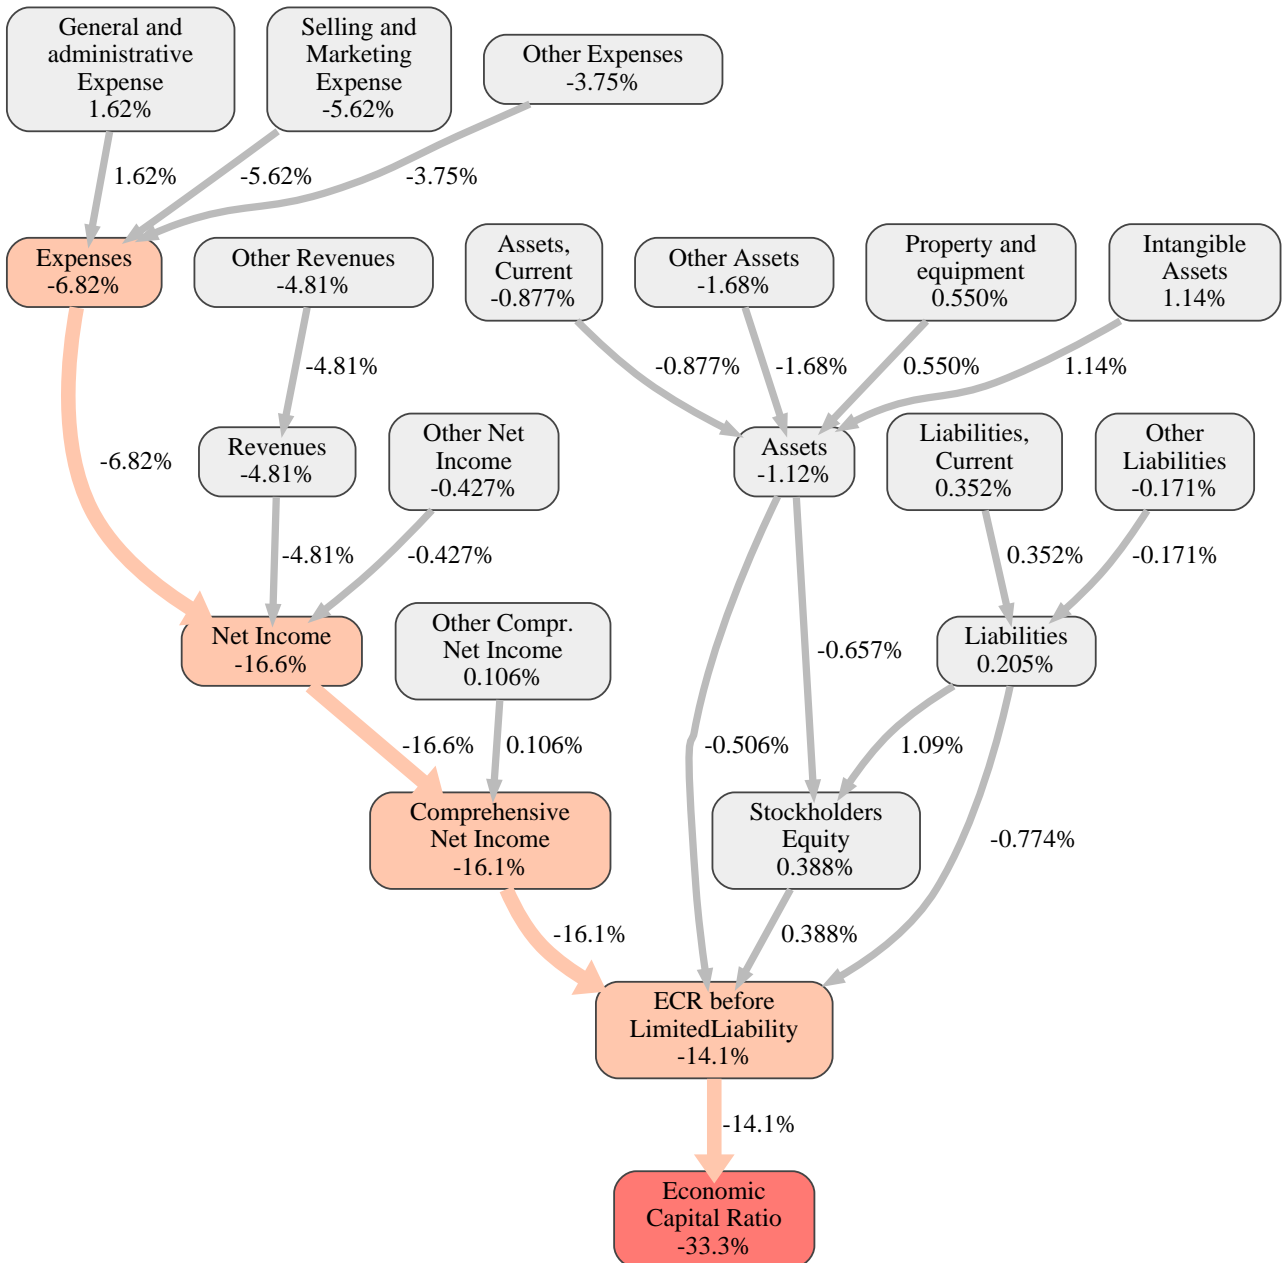 General and
administrative
Expense
1.62%
Selling and
Marketing
Expense
-5.62%
Other Expenses
-3.75%
1.62%
-5.62%
-3.75%
Expenses
-6.82%
Other Revenues
-4.81%
Assets,
Current
-0.877%
Other Assets
-1.68%
Property and
equipment
0.550%
Intangible
Assets
1.14%
-4.81%
-0.877%
-1.68%
0.550%
1.14%
-6.82%
Revenues
-4.81%
Other Net
Income
-0.427%
Assets
-1.12%
Liabilities,
Current
0.352%
Other
Liabilities
-0.171%
-4.81%
-0.427%
0.352%
-0.171%
Net Income
-16.6%
Other Compr.
Net Income
0.106%
-0.657%
Liabilities
0.205%
-16.6%
0.106%
-0.506%
1.09%
-0.774%
Comprehensive
Net Income
-16.1%
Stockholders
Equity
0.388%
-16.1%
0.388%
ECR before
LimitedLiability
-14.1%
-14.1%
Economic
Capital Ratio
-33.3%